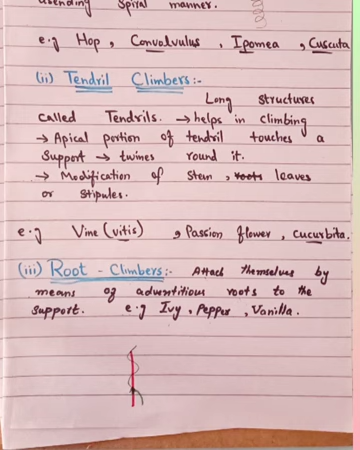 ascending spiral manner.
e.g Hop, Convolvulus, Ipomea, Cuscuta
(ii) Tendril Climbers:-
Long structures
called Tendrils. → helps in climbing
→ Apical portion of tendril touches a
support → twines round it.
→ Modification of stem, roots leaves
or stipules.
e.g Vine (vitis), Passion flower, cucurbita.
(iii) Root - Climbers:- Attach themselves by
means of adventitious roots to the
support. e.g Ivy, Pepper, Vanilla.